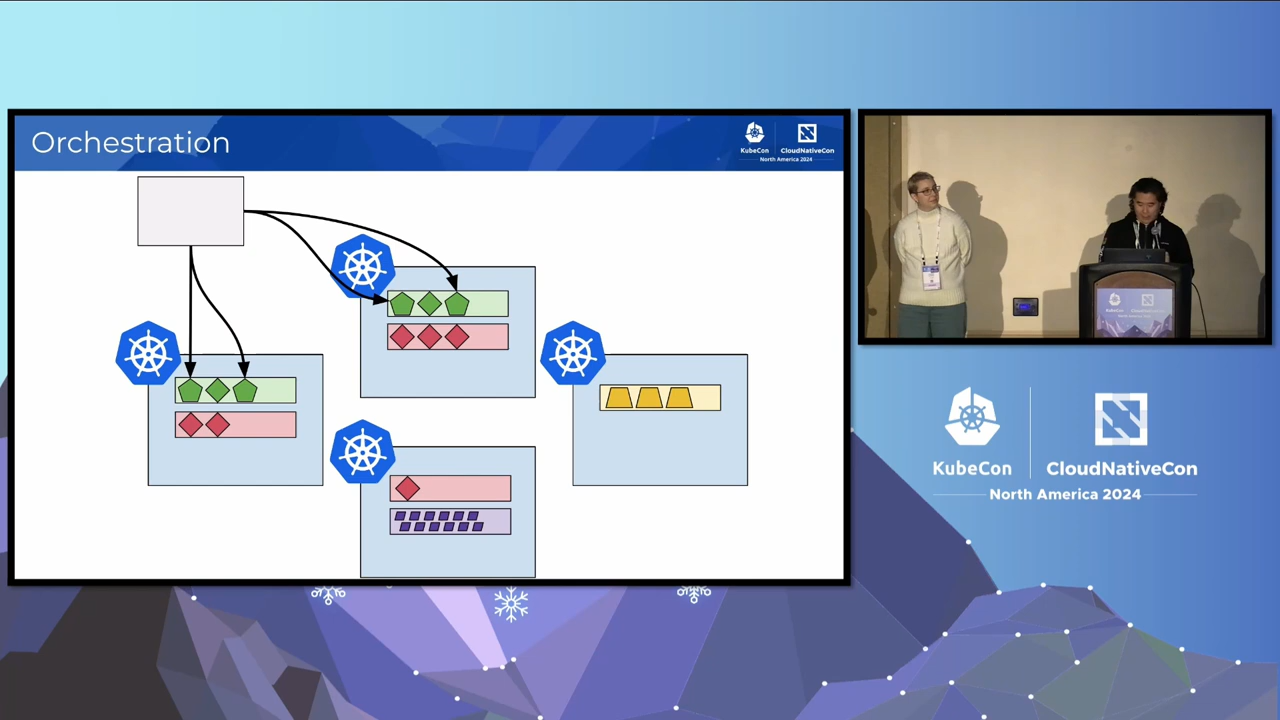 Orchestration
KubeCon
CloudNativeCon
North America 2024
KubeCon
CloudNativeCon
North America 2024